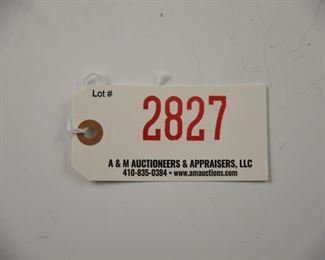 Lot #
2827
A & M AUCTIONEERS & APPRAISERS, LLC
410-835-0384 • www.amauctions.com